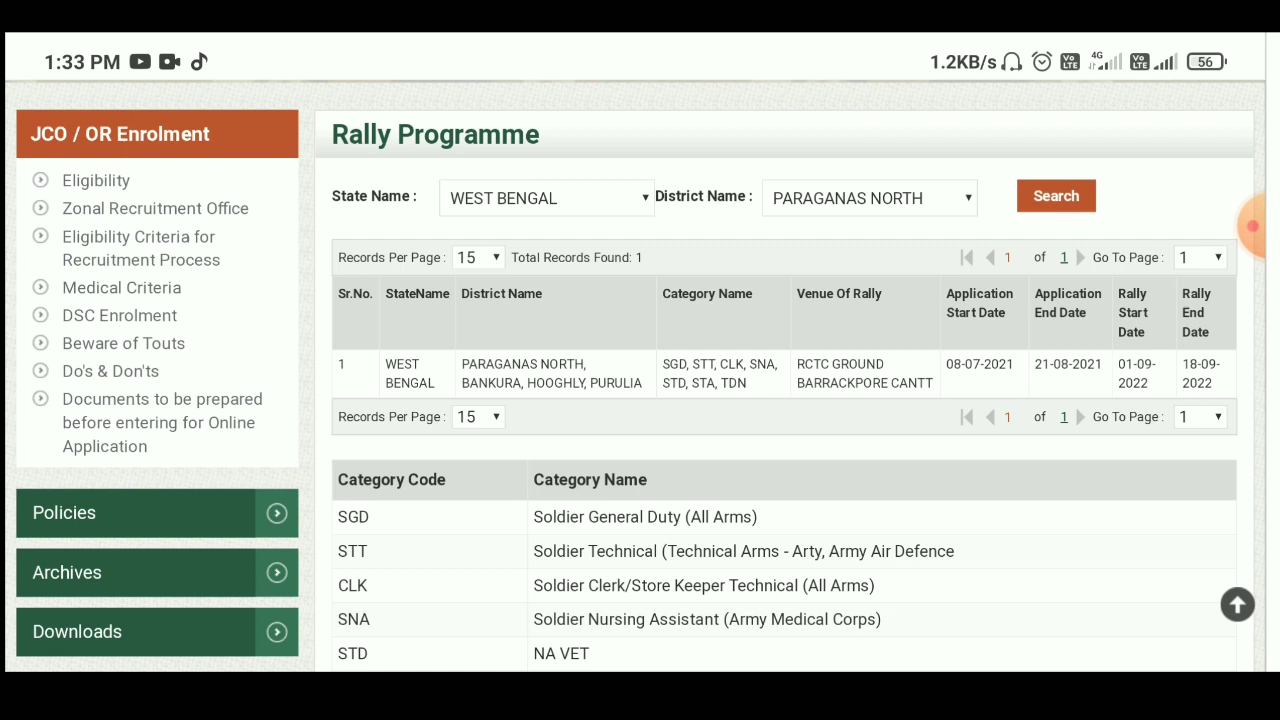 1:33 PM
1.2KB/s 4G Vo LTE Vo LTE 56
JCO / OR Enrolment
Eligibility
Zonal Recruitment Office
Eligibility Criteria for
Recruitment Process
Medical Criteria
DSC Enrolment
Beware of Touts
Do's & Don'ts
Documents to be prepared
before entering for Online
Application
Policies
Archives
Downloads
Rally Programme
State Name : WEST BENGAL District Name : PARAGANAS NORTH Search
Records Per Page : 15 Total Records Found: 1 1 of 1 Go To Page : 1
Sr.No. StateName District Name Category Name Venue Of Rally Application Application Rally Rally
Start Date End Date Start End
Date Date
1 WEST PARAGANAS NORTH, SGD, STT, CLK, SNA, RCTC GROUND 08-07-2021 21-08-2021 01-09- 18-09-
BENGAL BANKURA, HOOGHLY, PURULIA STD, STA, TDN BARRACKPORE CANTT 2022 2022
Records Per Page : 15 1 of 1 Go To Page : 1
Category Code Category Name
SGD Soldier General Duty (All Arms)
STT Soldier Technical (Technical Arms - Arty, Army Air Defence
CLK Soldier Clerk/Store Keeper Technical (All Arms)
SNA Soldier Nursing Assistant (Army Medical Corps)
STD NA VET